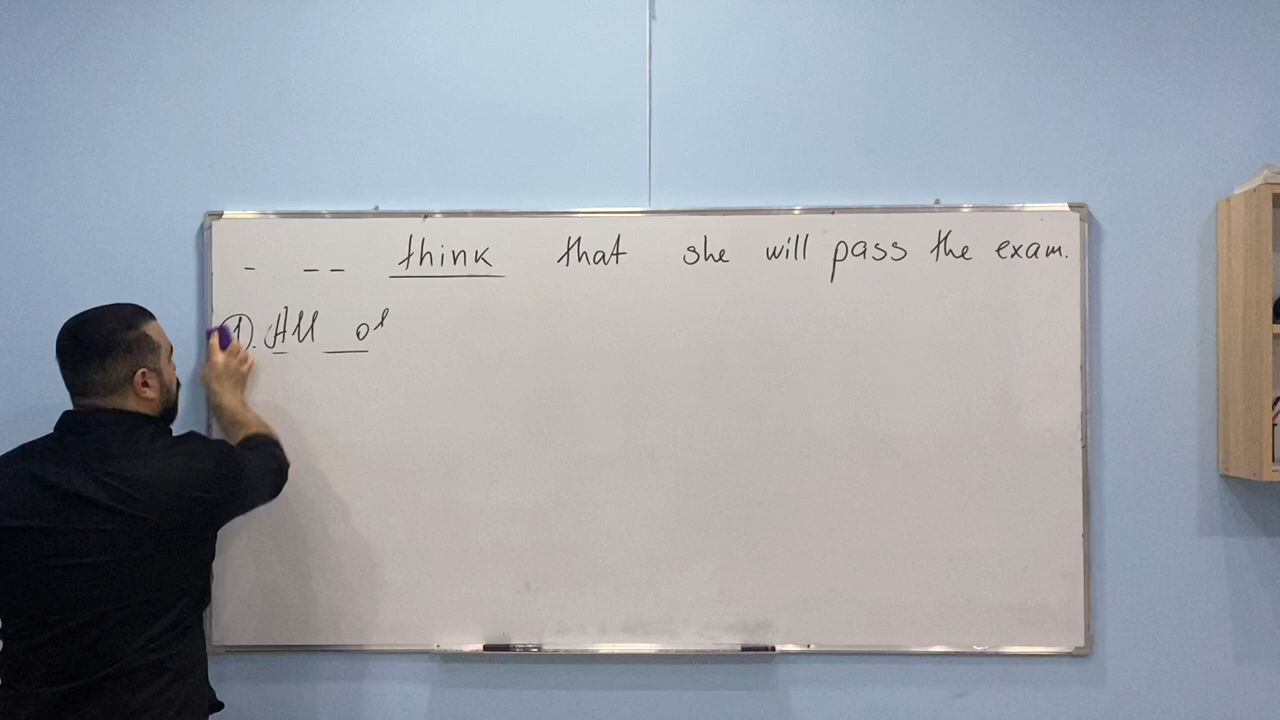 - -- think that she will pass the exam.
1. All of